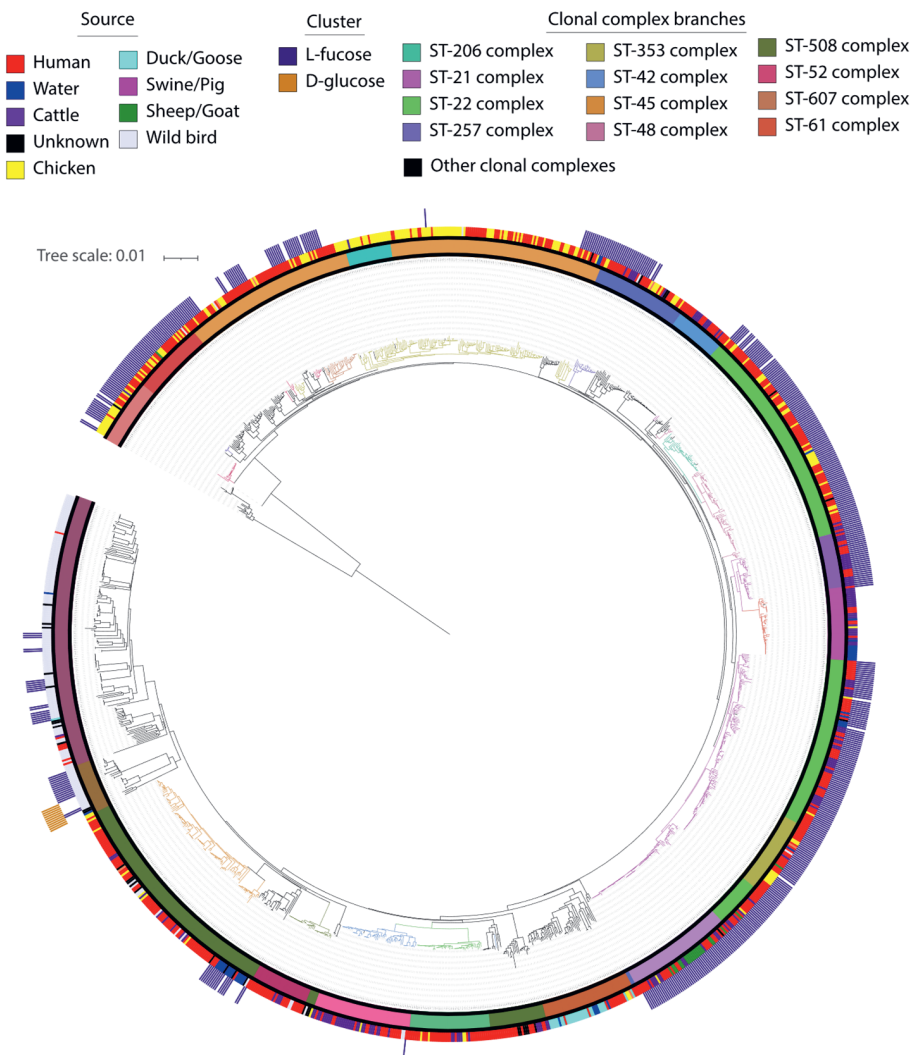 Source
Human
Water
Cattle
Unknown
Chicken
Duck/Goose
Swine/Pig
Sheep/Goat
Wild bird
Cluster
L-fucose
D-glucose
Clonal complex branches
ST-206 complex
ST-21 complex
ST-22 complex
ST-257 complex
ST-353 complex
ST-42 complex
ST-45 complex
ST-48 complex
ST-508 complex
ST-52 complex
ST-607 complex
ST-61 complex
Other clonal complexes
Tree scale: 0.01